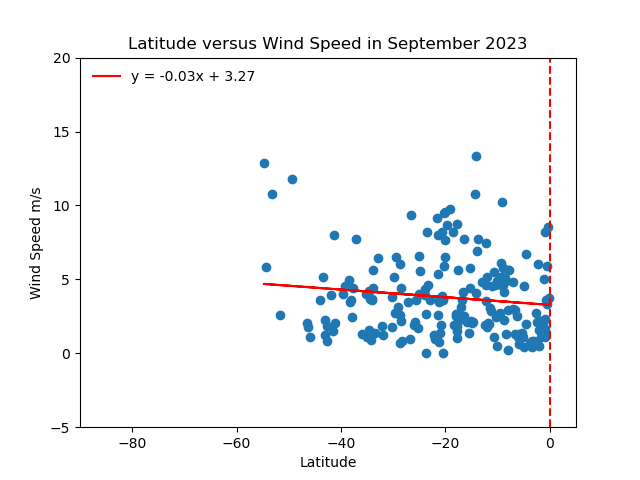 Latitude versus Wind Speed in September 2023
y = -0.03x + 3.27
20
15
10
5
0
−5
Wind Speed m/s
−80 −60 −40 −20 0
Latitude